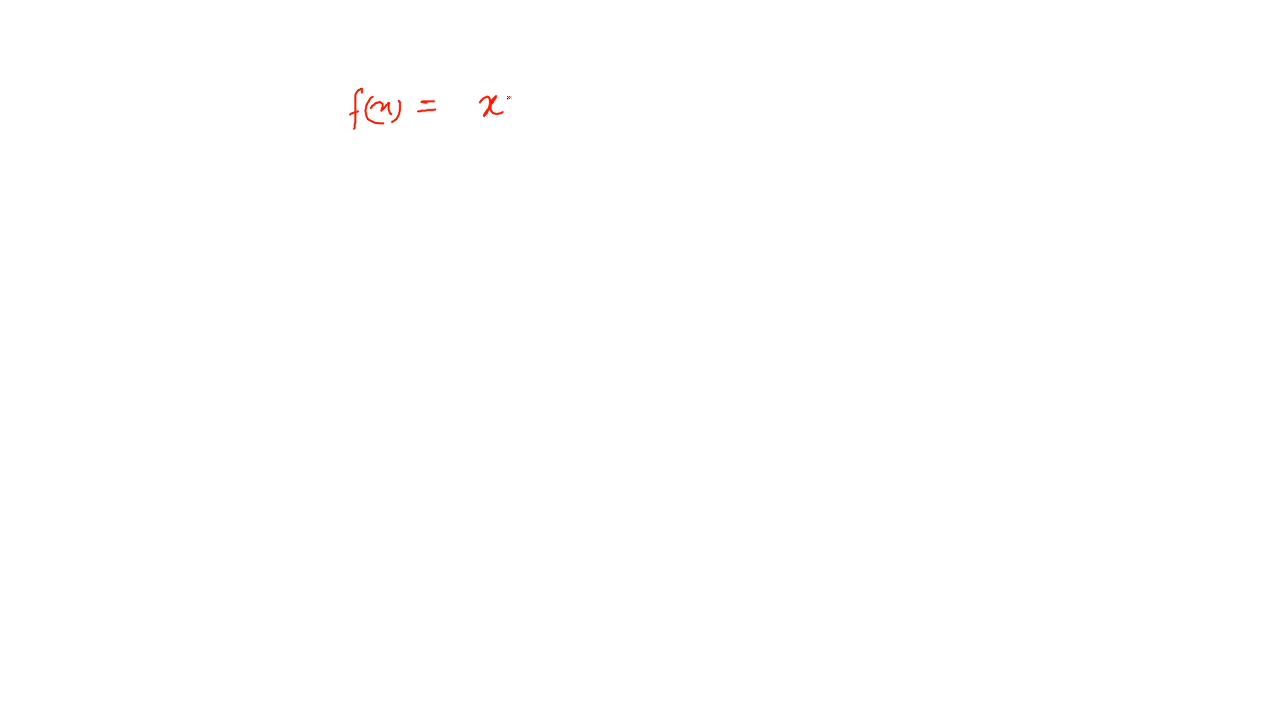 f(x) = x